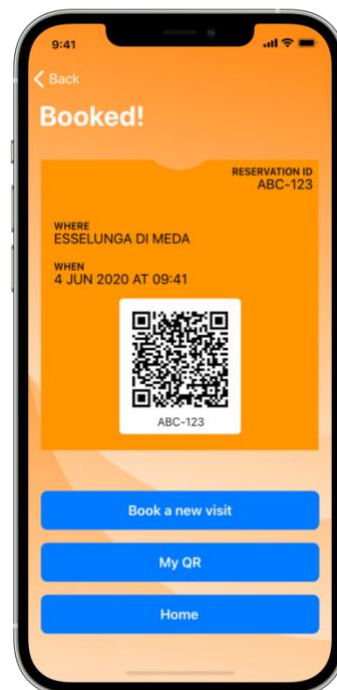 9:41
Back
Booked!
RESERVATION ID
ABC-123
WHERE
ESSELUNGA DI MEDA
WHEN
4 JUN 2020 AT 09:41
ABC-123
Book a new visit
My QR
Home